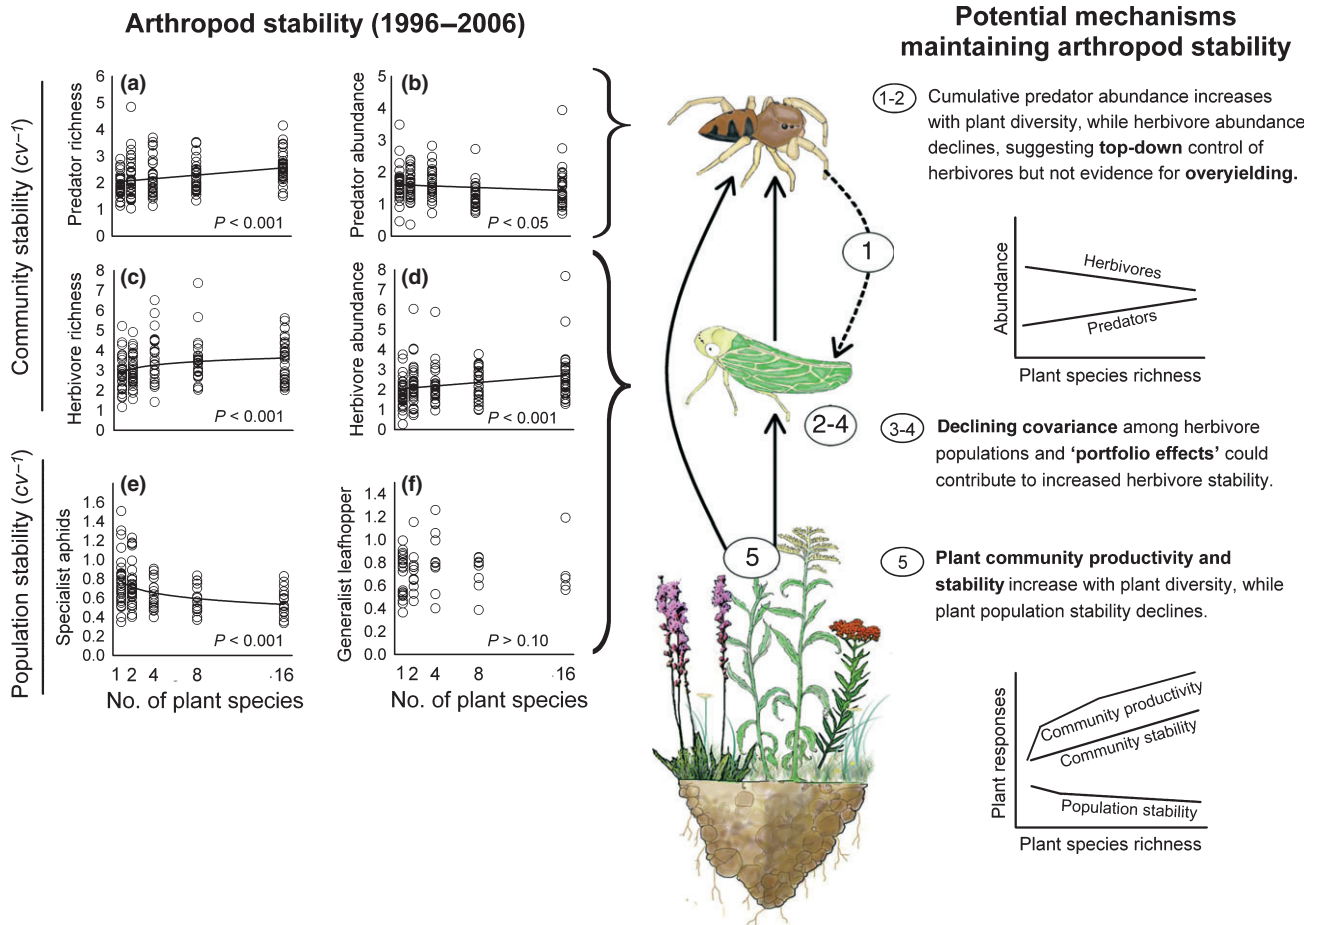 Arthropod stability (1996–2006)
Community stability (cv⁻¹)
Population stability (cv⁻¹)
(a)
Predator richness
6
5
4
3
2
1
0
P < 0.001
(b)
Predator abundance
5
4
3
2
1
0
P < 0.05
(c)
Herbivore richness
8
7
6
5
4
3
2
1
0
P < 0.001
(d)
Herbivore abundance
8
7
6
5
4
3
2
1
0
P < 0.001
(e)
Specialist aphids
1.6
1.4
1.2
1.0
0.8
0.6
0.4
0.2
0.0
P < 0.001
1 2 4 8 16
No. of plant species
(f)
Generalist leafhopper
1.4
1.2
1.0
0.8
0.6
0.4
0.2
0.0
P > 0.10
1 2 4 8 16
No. of plant species
1
2-4
5
Potential mechanisms
maintaining arthropod stability
1-2 Cumulative predator abundance increases
with plant diversity, while herbivore abundance
declines, suggesting top-down control of
herbivores but not evidence for overyielding.
Abundance
Herbivores
Predators
Plant species richness
3-4 Declining covariance among herbivore
populations and ‘portfolio effects’ could
contribute to increased herbivore stability.
5 Plant community productivity and
stability increase with plant diversity, while
plant population stability declines.
Plant responses
Community productivity
Community stability
Population stability
Plant species richness